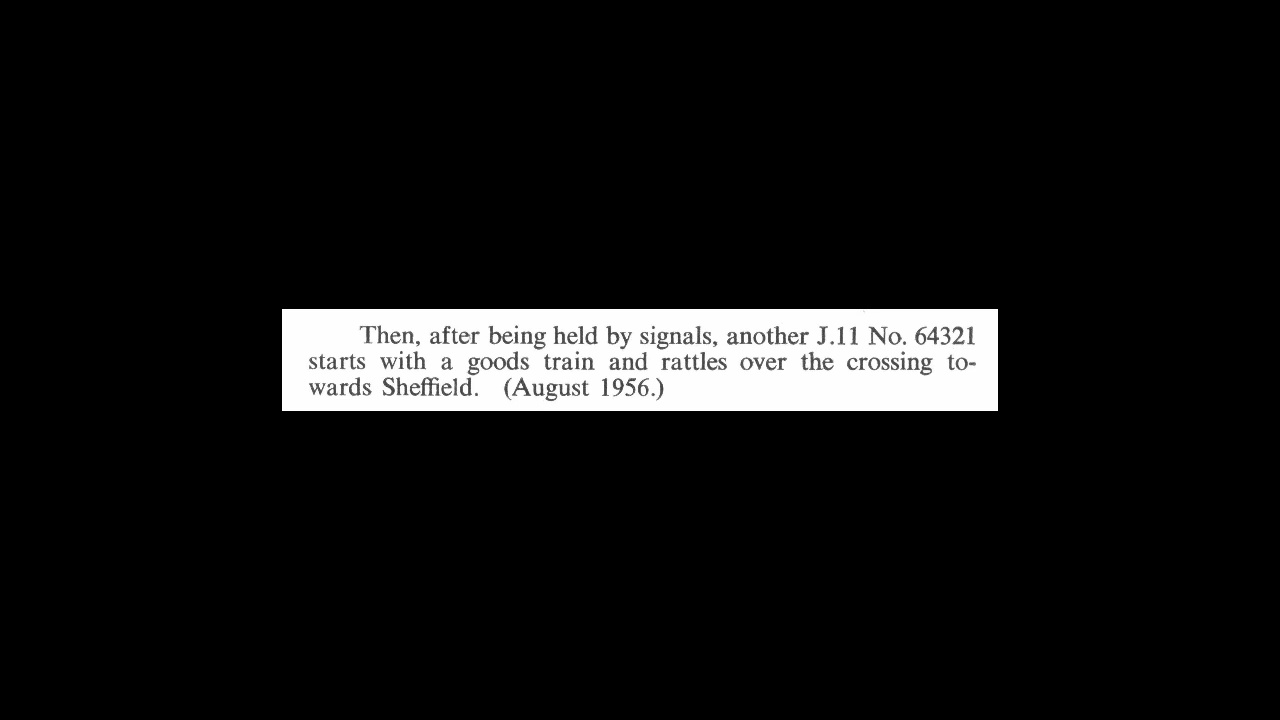 Then, after being held by signals, another J.11 No. 64321
starts with a goods train and rattles over the crossing to-
wards Sheffield. (August 1956.)